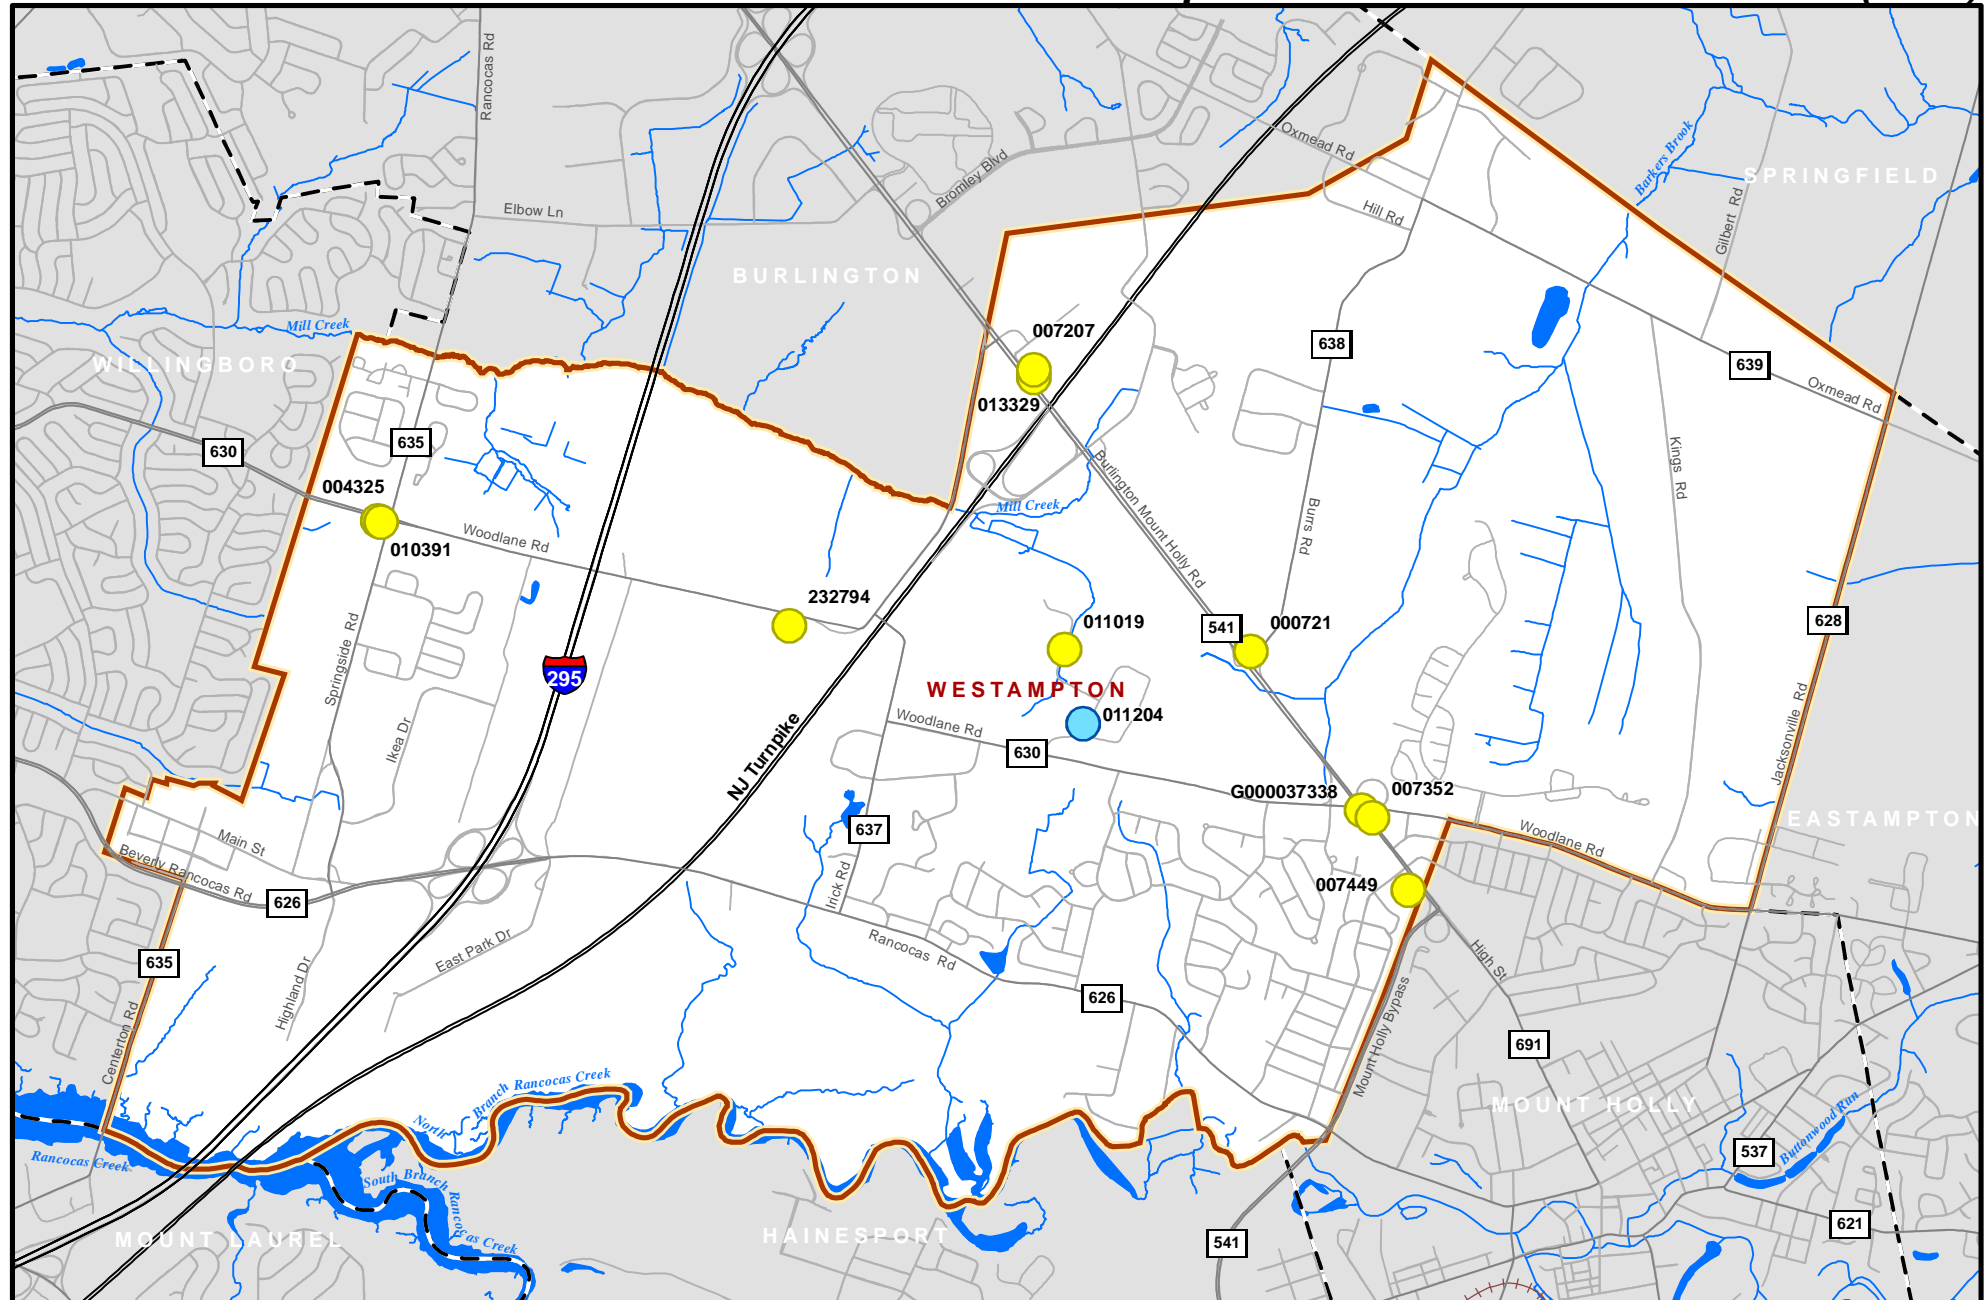 Rancocas Rd
Oxmead Rd
Barkers Brook
SPRINGFIELD
Bromley Blvd
Elbow Ln
Hill Rd
Gilbert Rd
BURLINGTON
Mill Creek
007207
638
WILLINGBORO
639
Oxmead Rd
013329
635
630
Kings Rd
004325
Burlington Mount Holly Rd
Mill Creek
Burrs Rd
Woodlane Rd
010391
232794
011019
541
000721
628
Springside Rd
295
WESTAMPTON
011204
Woodlane Rd
Ikea Dr
NJ Turnpike
630
Jacksonville Rd
G000037338
007352
EASTAMPTON
637
Main St
Woodlane Rd
Beverly Rancocas Rd
Irick Rd
007449
626
East Park Dr
Rancocas Rd
High St
635
Highland Dr
626
Centerton Rd
Mount Holly Bypass
691
North Branch Rancocas Creek
MOUNT HOLLY
Buttonwood Run
537
Rancocas Creek
South Branch Rancocas Creek
621
MOUNT LAUREL
HAINESPORT
541